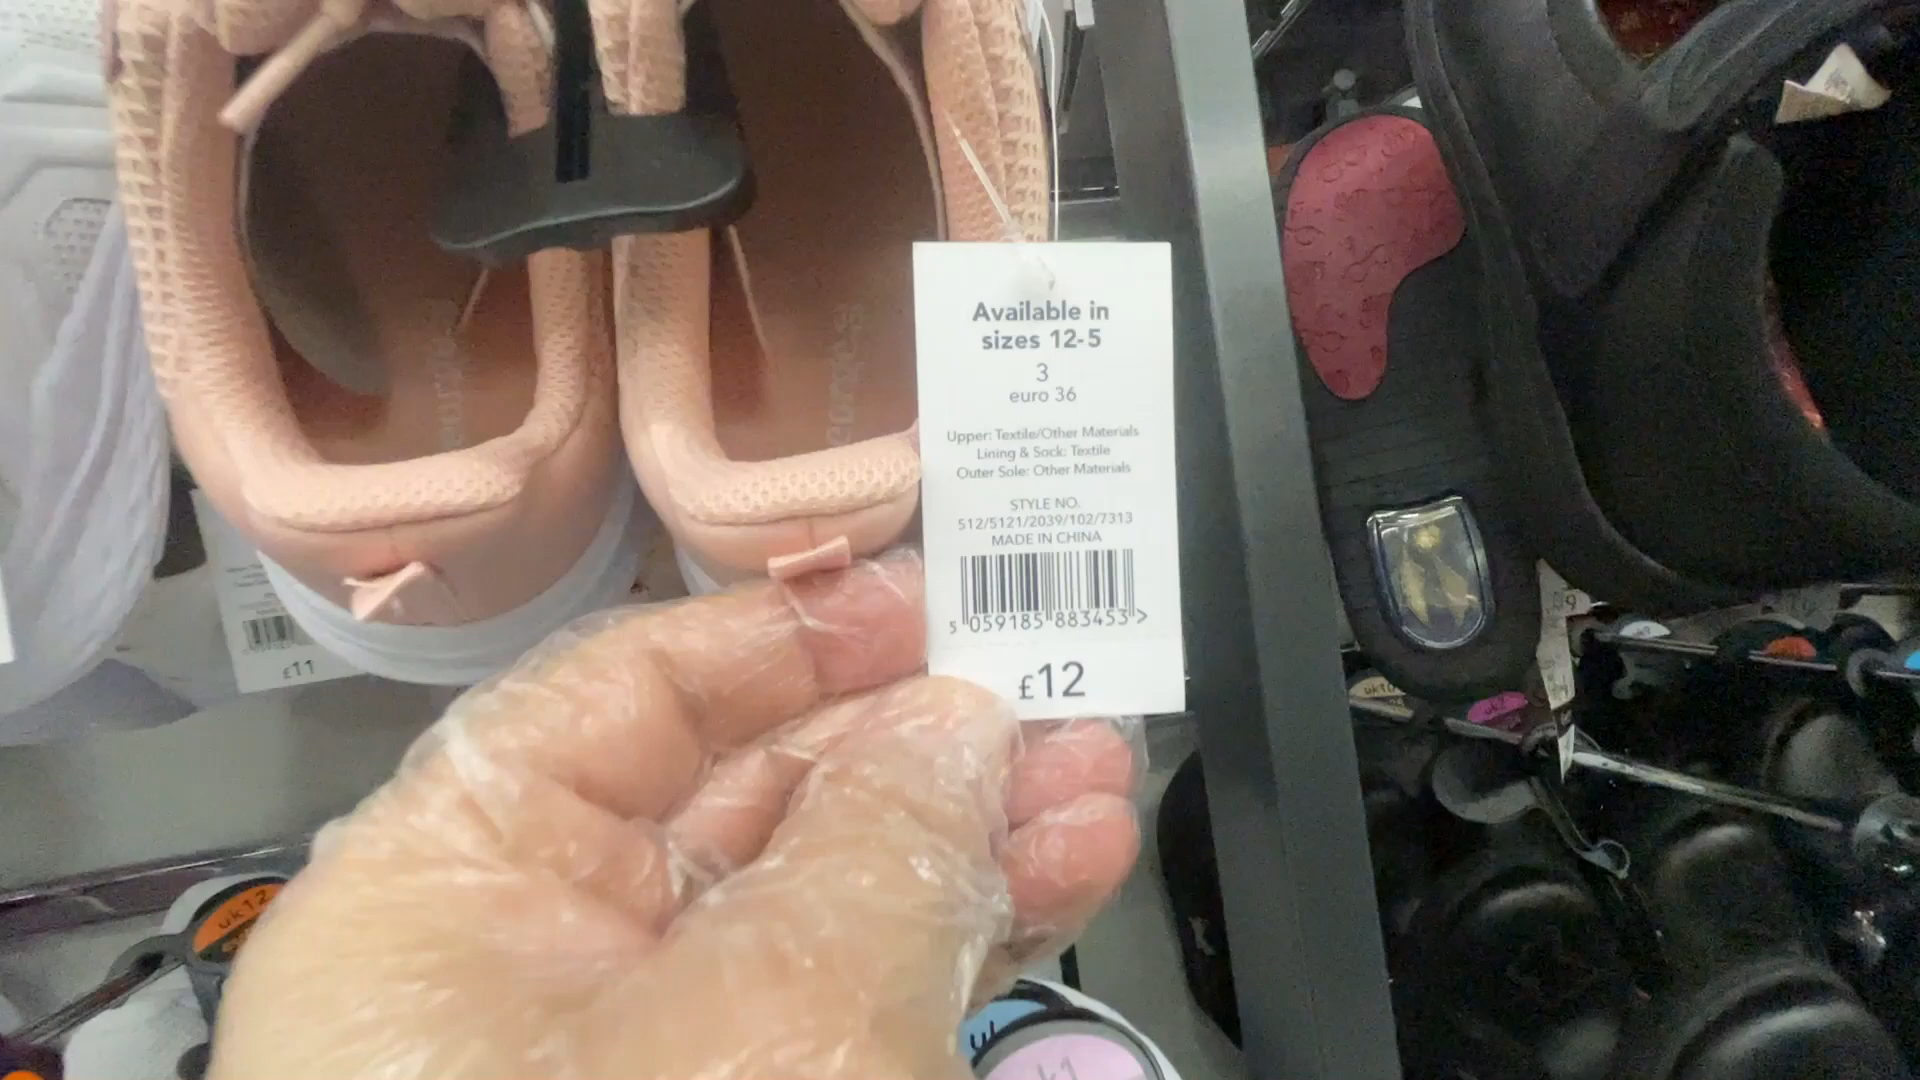 Available in
sizes 12-5
3
euro 36
Upper: Textile/Other Materials
Lining & Sock: Textile
Outer Sole: Other Materials
STYLE NO.
512/5121/2039/102/7313
MADE IN CHINA
5 059185 883453 >
£12
£11
uk12
uk1